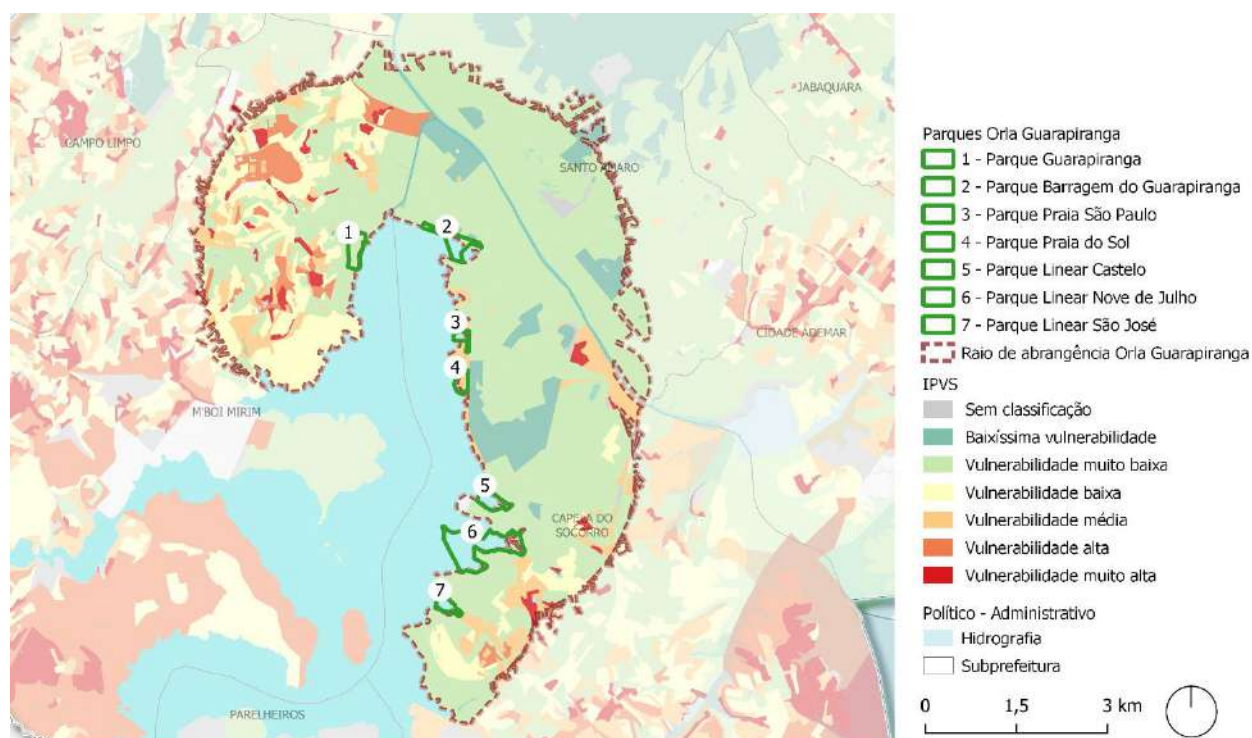 JABAQUARA
CAMPO LIMPO
SANTO AMARO
1
2
3
CIDADE ADEMAR
4
M'BOI MIRIM
5
CAPELA DO
SOCORRO
6
7
PARELHEIROS
Parques Orla Guarapiranga
1 - Parque Guarapiranga
2 - Parque Barragem do Guarapiranga
3 - Parque Praia São Paulo
4 - Parque Praia do Sol
5 - Parque Linear Castelo
6 - Parque Linear Nove de Julho
7 - Parque Linear São José
Raio de abrangência Orla Guarapiranga
IPVS
Sem classificação
Baixíssima vulnerabilidade
Vulnerabilidade muito baixa
Vulnerabilidade baixa
Vulnerabilidade média
Vulnerabilidade alta
Vulnerabilidade muito alta
Político - Administrativo
Hidrografia
Subprefeitura
0 1,5 3 km